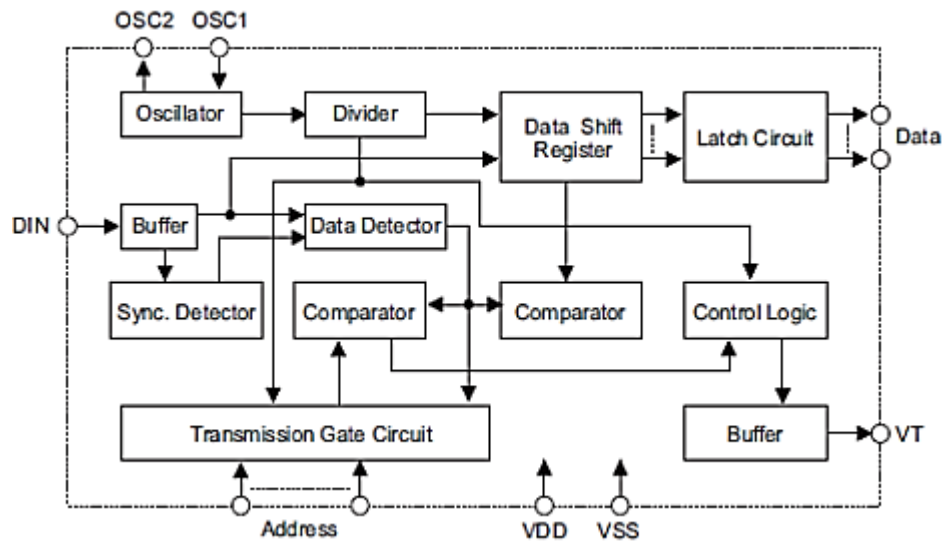 OSC2 OSC1
Oscillator
Divider
Data Shift
Register
Latch Circuit
Data
DIN
Buffer
Data Detector
Sync. Detector
Comparator
Comparator
Control Logic
Transmission Gate Circuit
Buffer
VT
Address
VDD
VSS